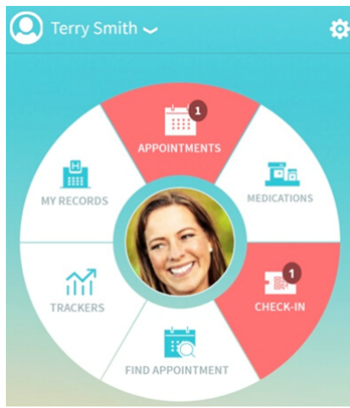 Terry Smith
1
APPOINTMENTS
MY RECORDS
MEDICATIONS
1
TRACKERS
CHECK-IN
FIND APPOINTMENT